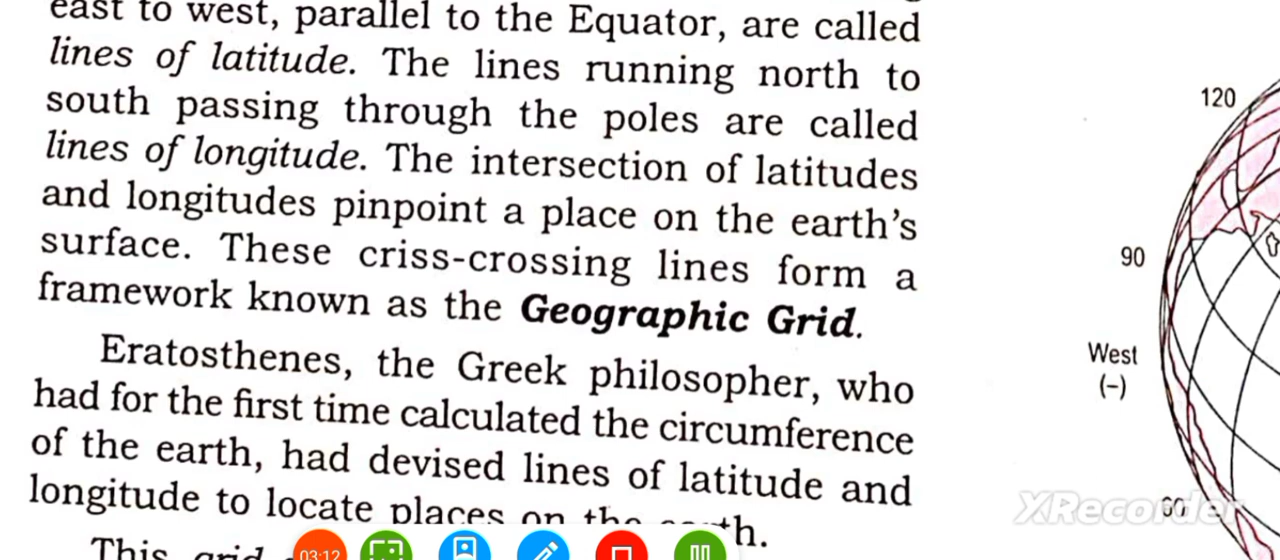 east to west, parallel to the Equator, are called
lines of latitude. The lines running north to
south passing through the poles are called
lines of longitude. The intersection of latitudes
and longitudes pinpoint a place on the earth's
surface. These criss-crossing lines form a
framework known as the Geographic Grid.
Eratosthenes, the Greek philosopher, who
had for the first time calculated the circumference
of the earth, had devised lines of latitude and
longitude to locate places on the earth.
This grid
120
90
West
(–)
60
XRecorder
03:12